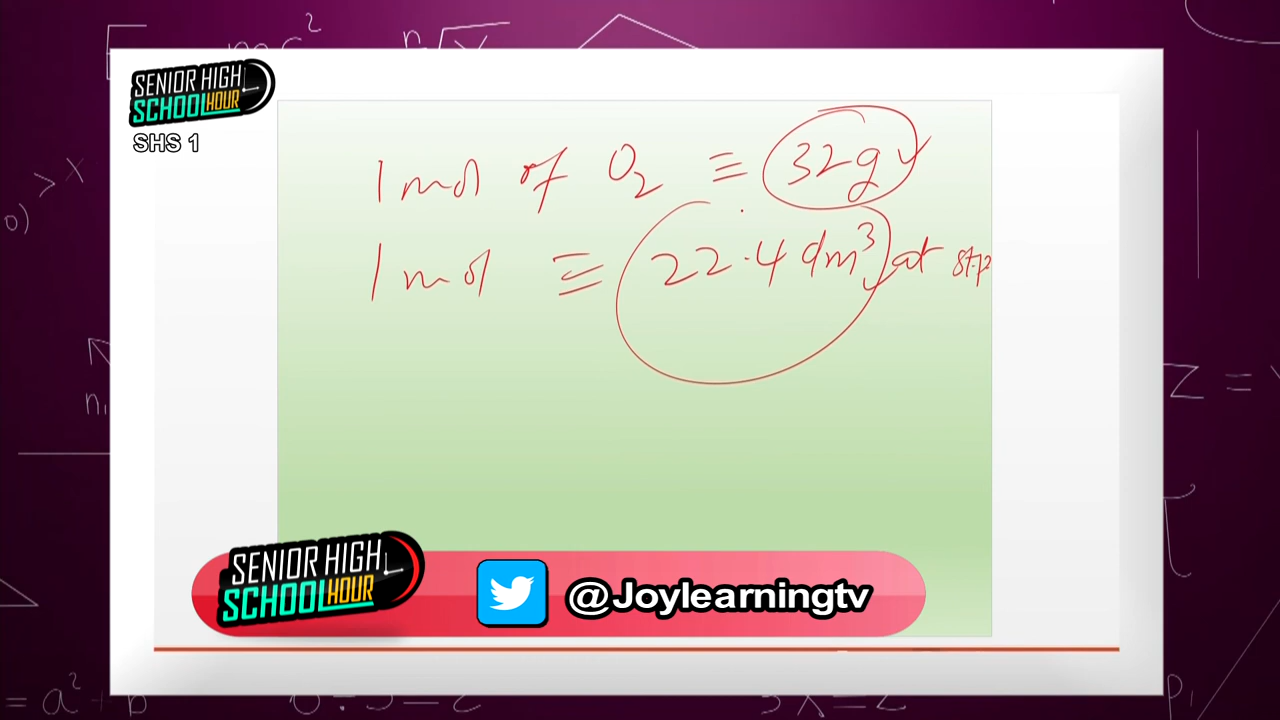 SENIOR HIGH
SCHOOL HOUR
SHS 1
1 mol of O₂ ≡ 32g
1 mol ≡ 22.4 dm³ at s.t.p
SENIOR HIGH
SCHOOL HOUR
@Joylearningtv